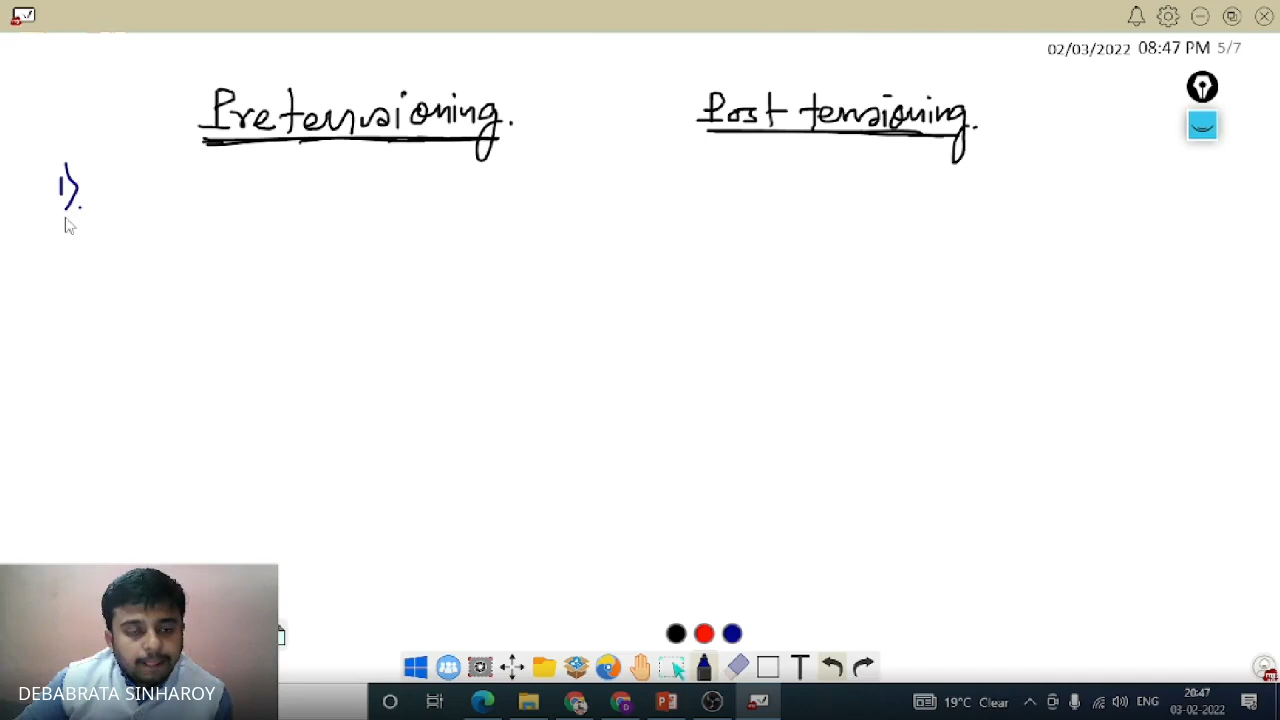 02/03/2022 08:47 PM 5/7
Pretensioning.
Post tensioning.
1).
DEBABRATA SINHAROY
19°C Clear
ENG
20:47
03-02-2022